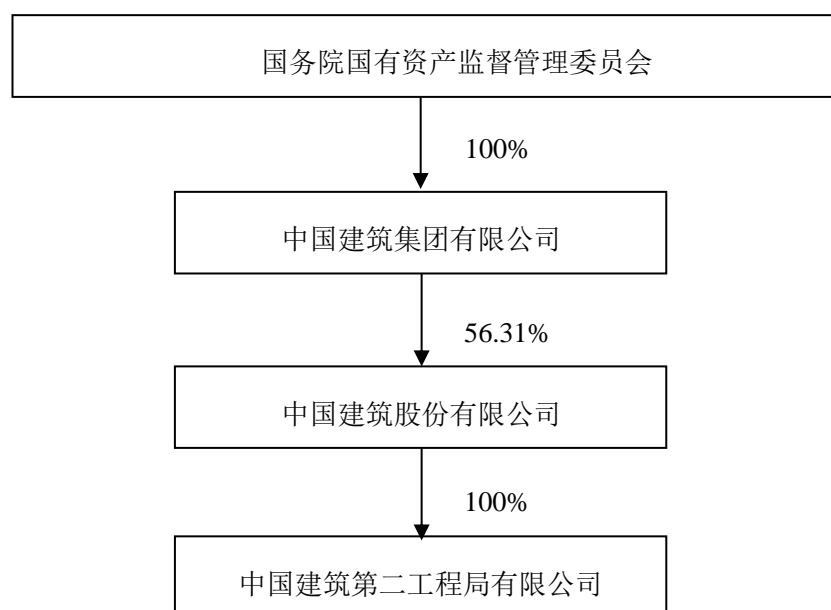 国务院国有资产监督管理委员会
100%
中国建筑集团有限公司
56.31%
中国建筑股份有限公司
100%
中国建筑第二工程局有限公司